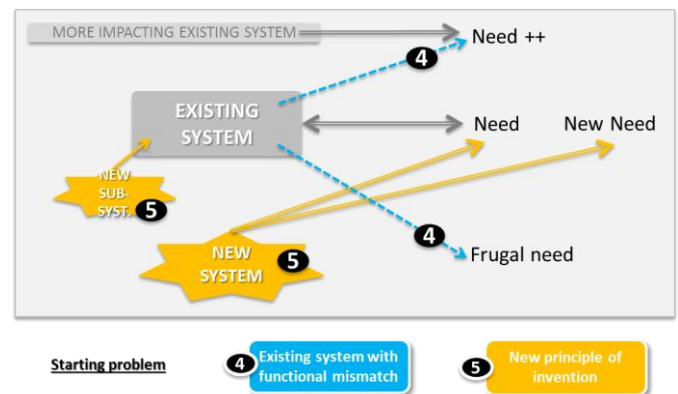 MORE IMPACTING EXISTING SYSTEM
Need ++
4
EXISTING
SYSTEM
Need
New Need
NEW
SUB-
SYST.
5
4
NEW
SYSTEM
5
Frugal need
Starting problem
4
Existing system with
functional mismatch
5
New principle of
invention